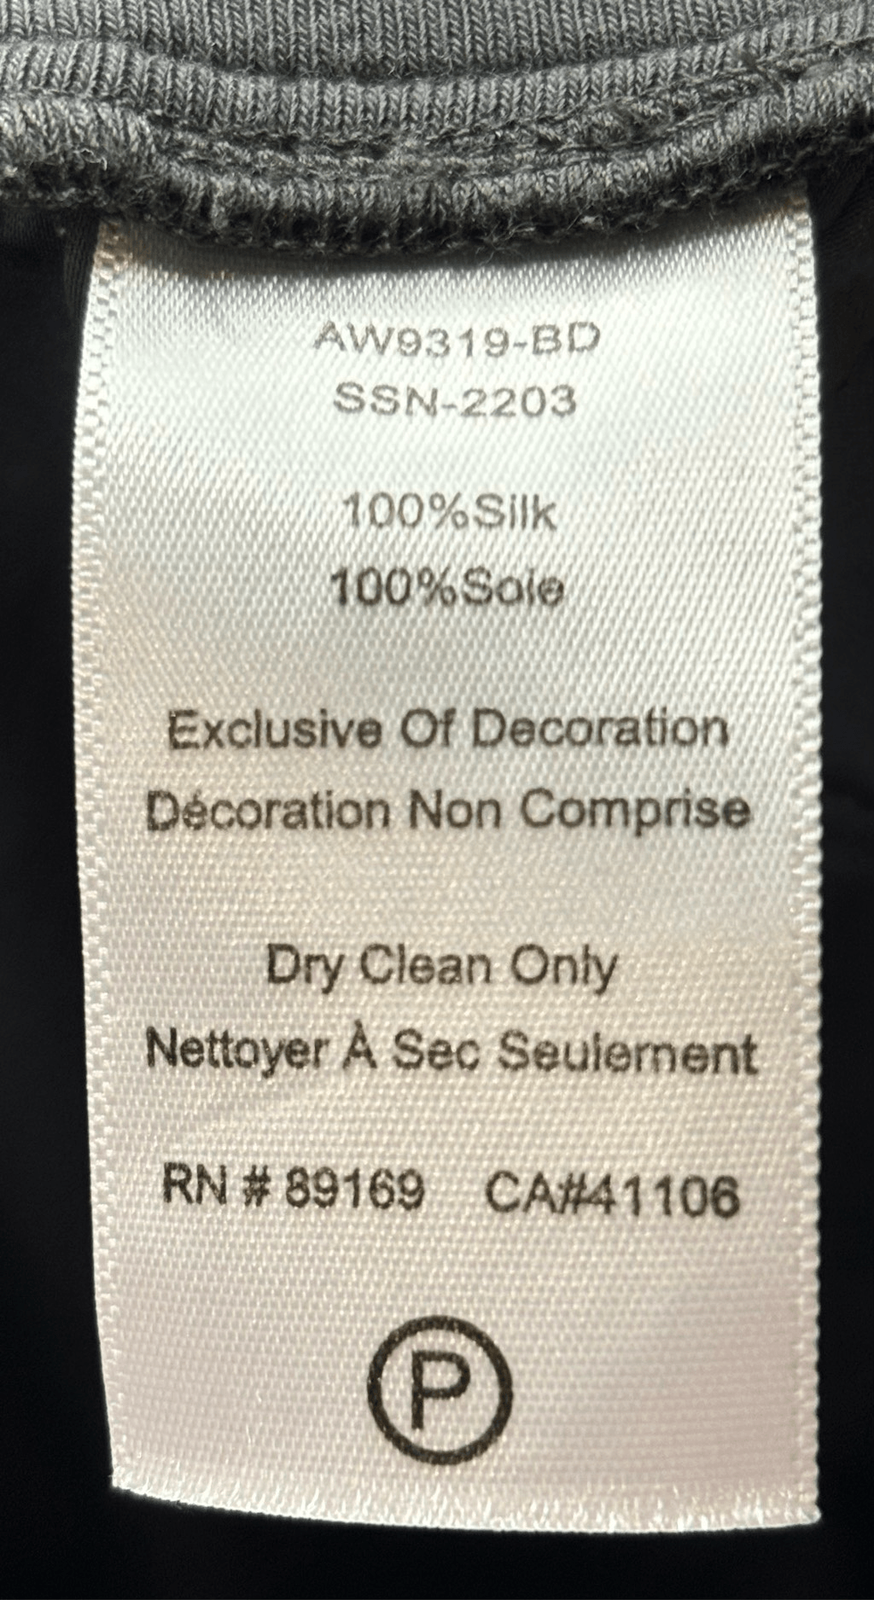 AW9319-BD
SSN-2203
100%Silk
100%Soie
Exclusive Of Decoration
Décoration Non Comprise
Dry Clean Only
Nettoyer À Sec Seulement
RN # 89169 CA#41106
P